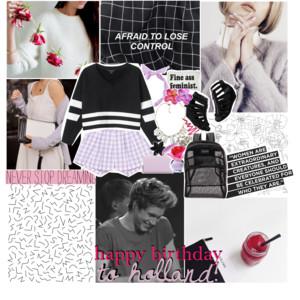 AFRAID TO LOSE
CONTROL
Fine ass
feminist.
NEVER STOP DREAMING
"WOMEN ARE
EXTRAORDINARY
CREATURES, AND
EVERYONE SHOULD
BE CELEBRATED FOR
WHO THEY ARE."
happy birthday
to holland!